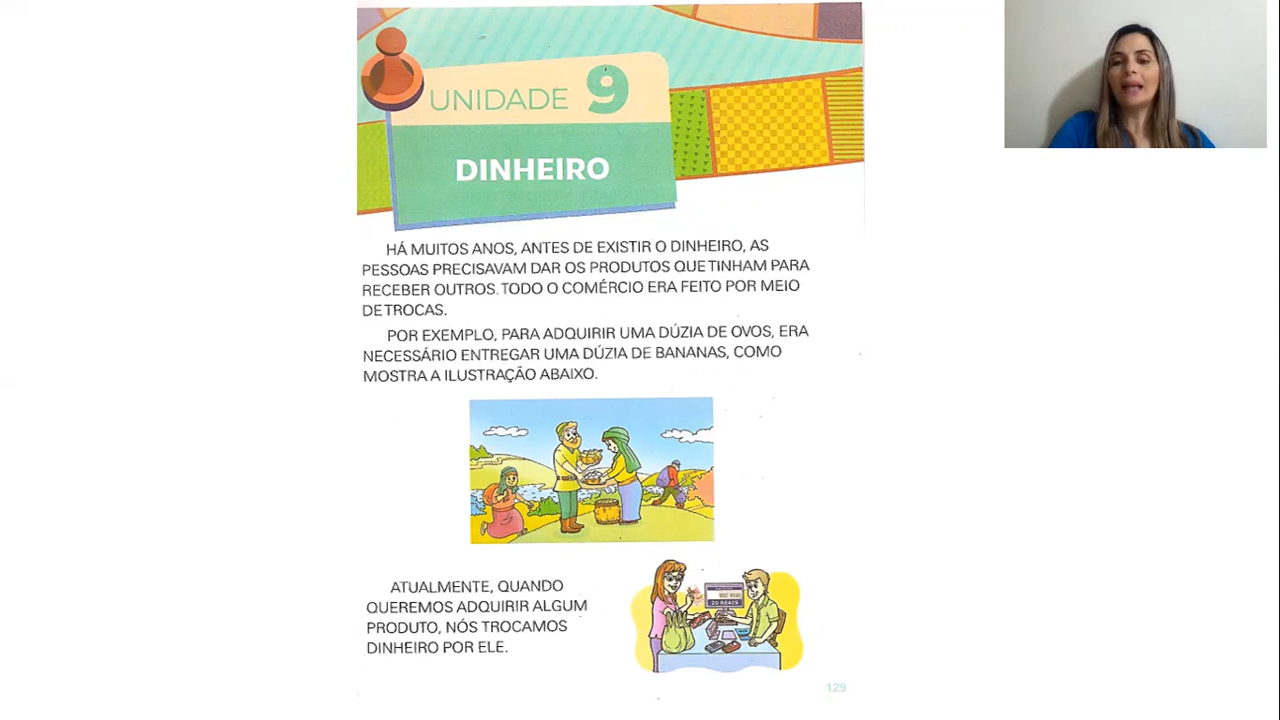 UNIDADE 9
DINHEIRO
HÁ MUITOS ANOS, ANTES DE EXISTIR O DINHEIRO, AS
PESSOAS PRECISAVAM DAR OS PRODUTOS QUE TINHAM PARA
RECEBER OUTROS. TODO O COMÉRCIO ERA FEITO POR MEIO
DE TROCAS.
POR EXEMPLO, PARA ADQUIRIR UMA DÚZIA DE OVOS, ERA
NECESSÁRIO ENTREGAR UMA DÚZIA DE BANANAS, COMO
MOSTRA A ILUSTRAÇÃO ABAIXO.
ATUALMENTE, QUANDO
QUEREMOS ADQUIRIR ALGUM
PRODUTO, NÓS TROCAMOS
DINHEIRO POR ELE.
20 REAIS
129